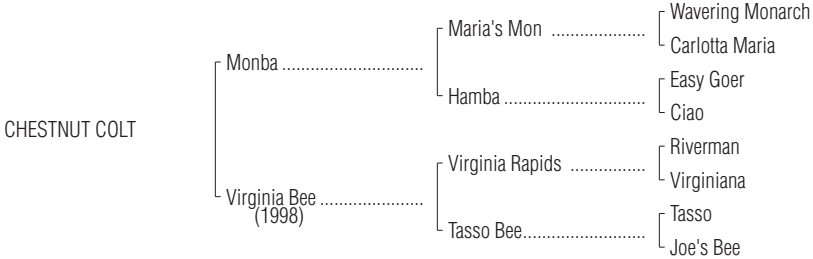 Wavering Monarch
Maria's Mon ....................
Carlotta Maria
Monba ..............................
Easy Goer
Hamba ..............................
Ciao
CHESTNUT COLT
Riverman
Virginia Rapids ................
Virginiana
Virginia Bee ......................
(1998)
Tasso
Tasso Bee..........................
Joe's Bee